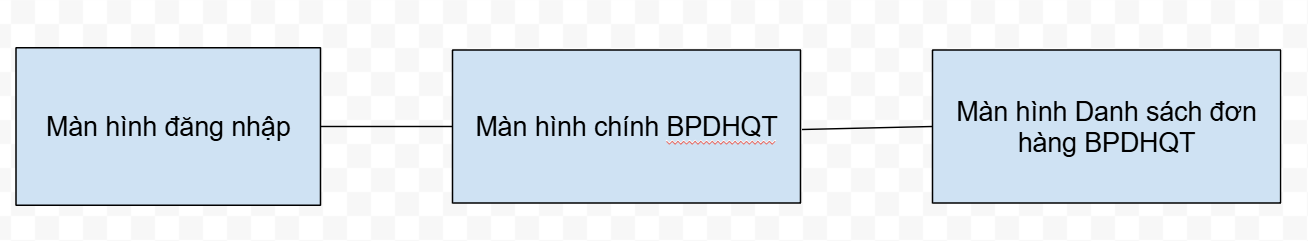 Màn hình đăng nhập
Màn hình chính BPDHQT
Màn hình Danh sách đơn
hàng BPDHQT